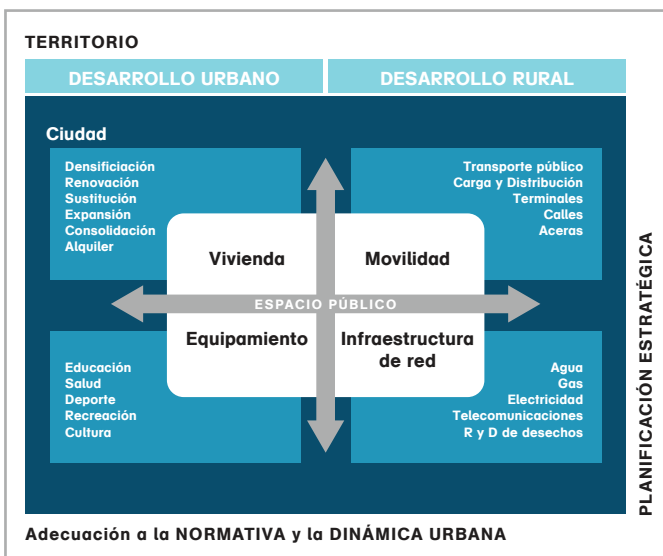 TERRITORIO
DESARROLLO URBANO
DESARROLLO RURAL
Ciudad
Densificiación
Renovación
Sustitución
Expansión
Consolidación
Alquiler
Transporte público
Carga y Distribución
Terminales
Calles
Aceras
Vivienda
Movilidad
ESPACIO PÚBLICO
Equipamiento
Infraestructura
de red
Educación
Salud
Deporte
Recreación
Cultura
Agua
Gas
Electricidad
Telecomunicaciones
R y D de desechos
PLANIFICACIÓN ESTRATÉGICA
Adecuación a la NORMATIVA y la DINÁMICA URBANA